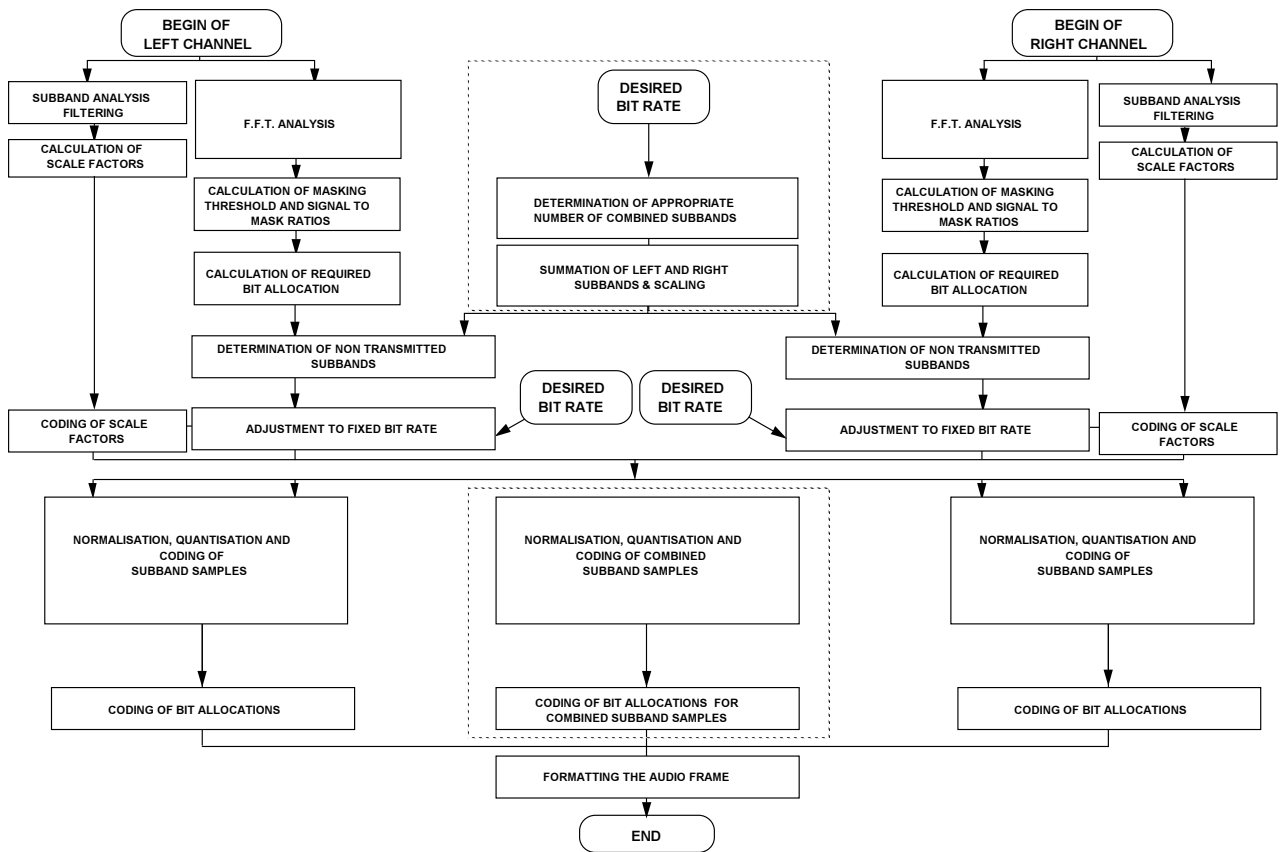 BEGIN OF
LEFT CHANNEL
BEGIN OF
RIGHT CHANNEL
SUBBAND ANALYSIS
FILTERING
F.F.T. ANALYSIS
DESIRED
BIT RATE
F.F.T. ANALYSIS
SUBBAND ANALYSIS
FILTERING
CALCULATION OF
SCALE FACTORS
CALCULATION OF
SCALE FACTORS
CALCULATION OF MASKING
THRESHOLD AND SIGNAL TO
MASK RATIOS
DETERMINATION OF APPROPRIATE
NUMBER OF COMBINED SUBBANDS
CALCULATION OF MASKING
THRESHOLD AND SIGNAL TO
MASK RATIOS
CALCULATION OF REQUIRED
BIT ALLOCATION
SUMMATION OF LEFT AND RIGHT
SUBBANDS & SCALING
CALCULATION OF REQUIRED
BIT ALLOCATION
DETERMINATION OF NON TRANSMITTED
SUBBANDS
DETERMINATION OF NON TRANSMITTED
SUBBANDS
DESIRED
BIT RATE
DESIRED
BIT RATE
CODING OF SCALE
FACTORS
ADJUSTMENT TO FIXED BIT RATE
ADJUSTMENT TO FIXED BIT RATE
CODING OF SCALE
FACTORS
NORMALISATION, QUANTISATION AND
CODING OF
SUBBAND SAMPLES
NORMALISATION, QUANTISATION AND
CODING OF COMBINED
SUBBAND SAMPLES
NORMALISATION, QUANTISATION AND
CODING OF
SUBBAND SAMPLES
CODING OF BIT ALLOCATIONS
CODING OF BIT ALLOCATIONS FOR
COMBINED SUBBAND SAMPLES
CODING OF BIT ALLOCATIONS
FORMATTING THE AUDIO FRAME
END